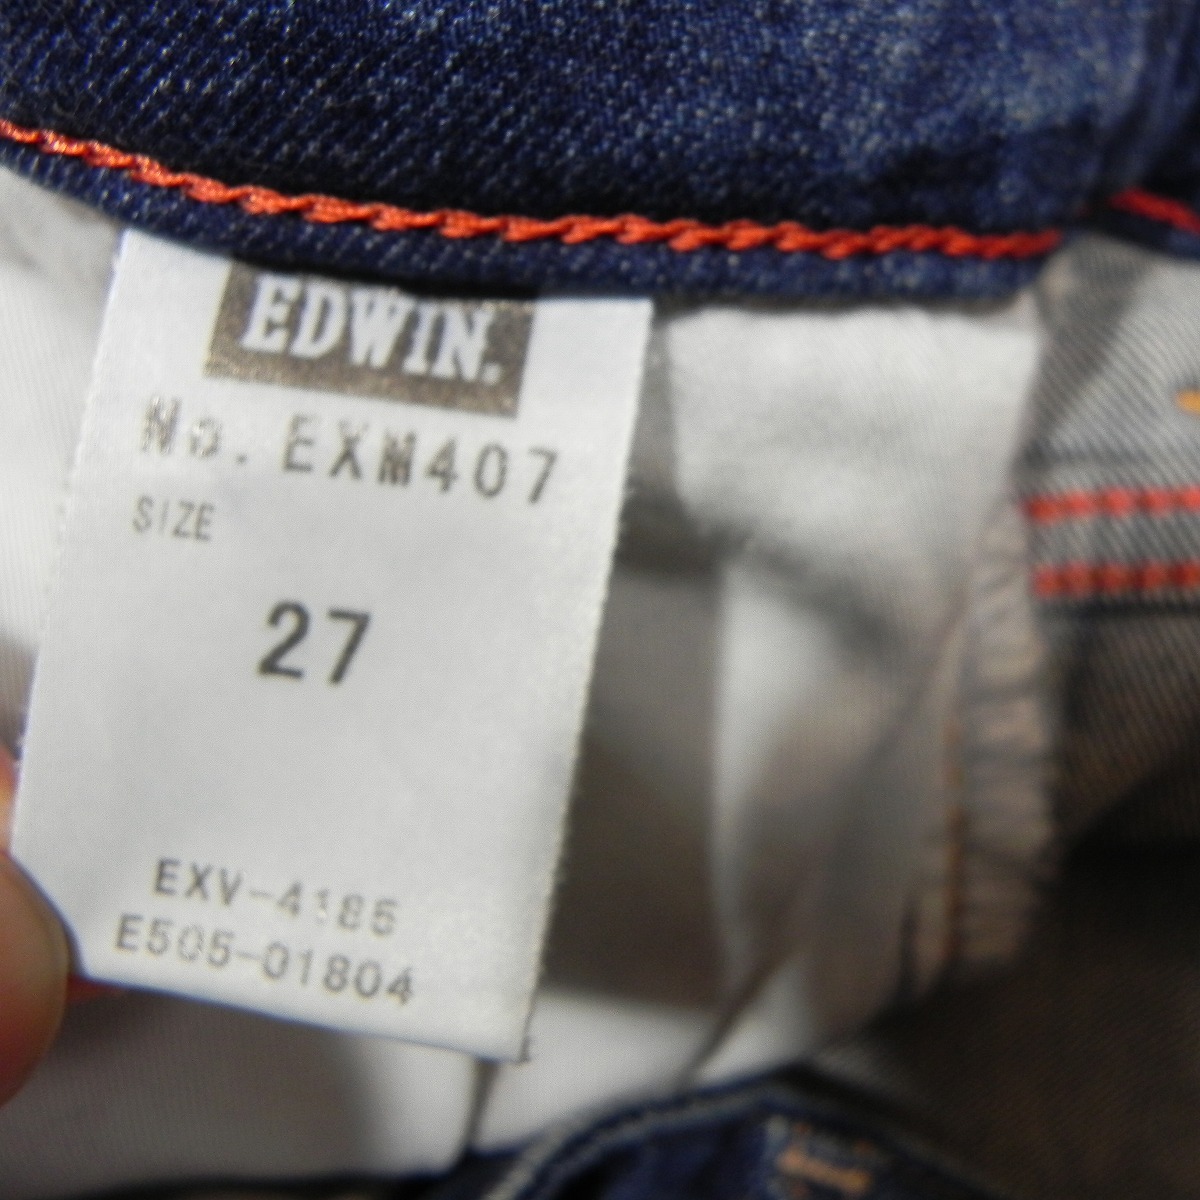 EDWIN.
No. EXM407
SIZE
27
EXV-4185
E505-01804